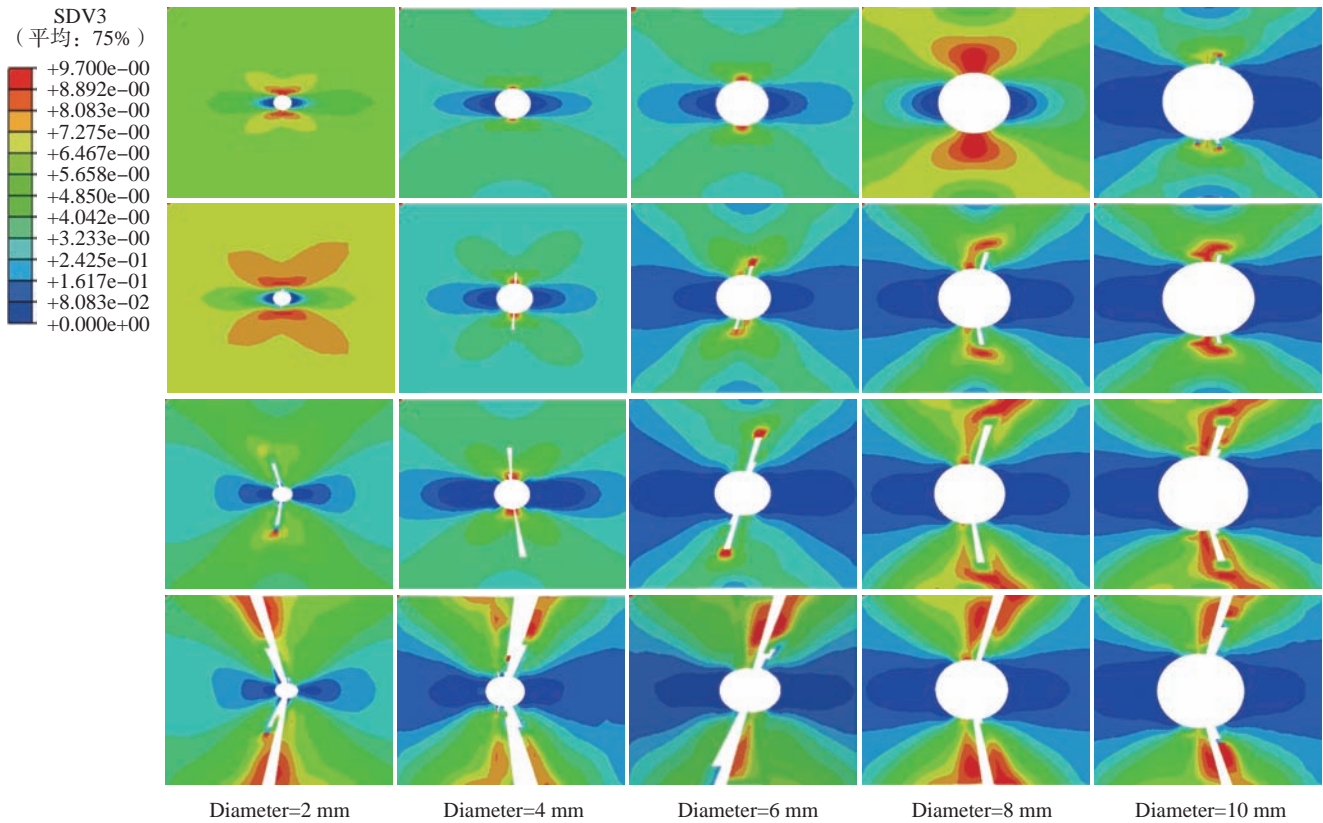 SDV3
（平均：75%）
+9.700e−00
+8.892e−00
+8.083e−00
+7.275e−00
+6.467e−00
+5.658e−00
+4.850e−00
+4.042e−00
+3.233e−00
+2.425e−01
+1.617e−01
+8.083e−02
+0.000e+00
Diameter=2 mm
Diameter=4 mm
Diameter=6 mm
Diameter=8 mm
Diameter=10 mm